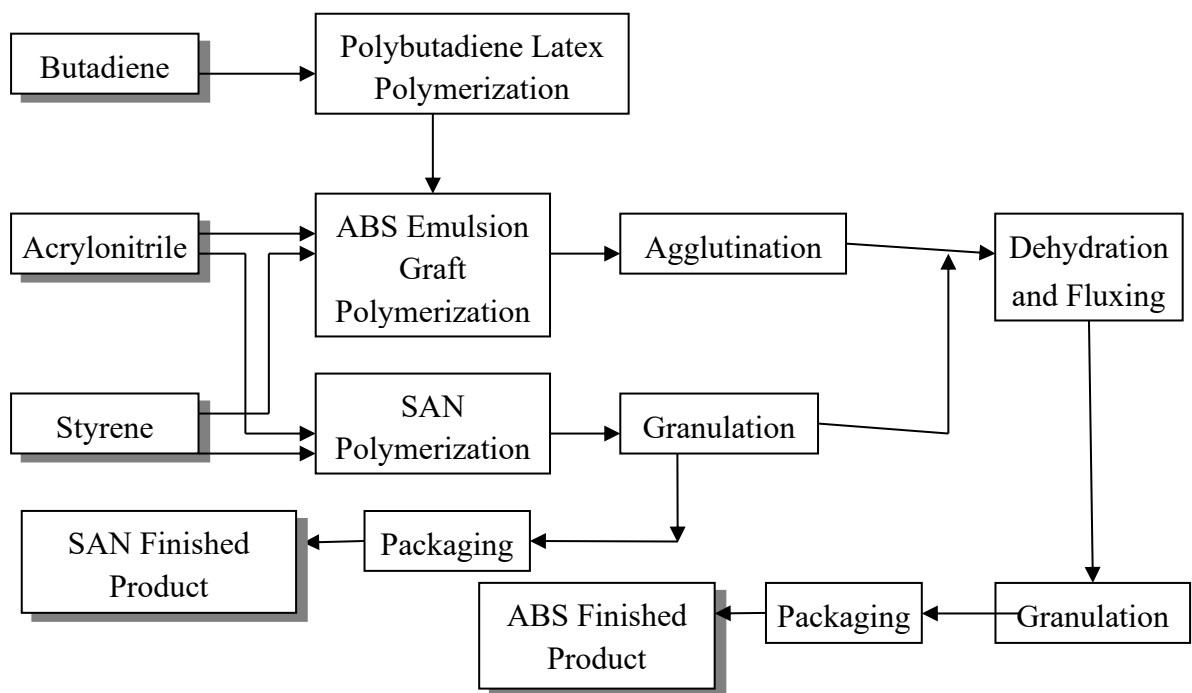 Butadiene
Polybutadiene Latex
Polymerization
Acrylonitrile
ABS Emulsion
Graft
Polymerization
Agglutination
Dehydration
and Fluxing
Styrene
SAN
Polymerization
Granulation
SAN Finished
Product
Packaging
ABS Finished
Product
Packaging
Granulation